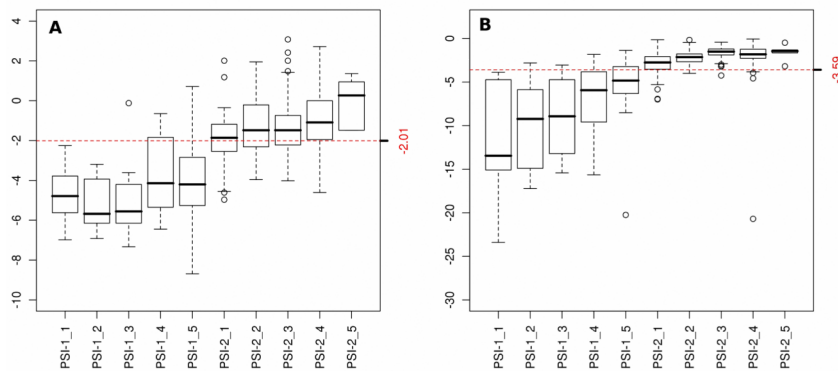 A
4
2
0
-2
-4
-6
-8
-10
-2.01
PSI-1_1
PSI-1_2
PSI-1_3
PSI-1_4
PSI-1_5
PSI-2_1
PSI-2_2
PSI-2_3
PSI-2_4
PSI-2_5
B
0
-5
-10
-15
-20
-25
-30
-3.59
PSI-1_1
PSI-1_2
PSI-1_3
PSI-1_4
PSI-1_5
PSI-2_1
PSI-2_2
PSI-2_3
PSI-2_4
PSI-2_5